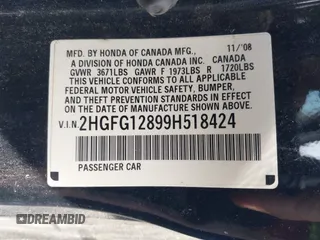 MFD. BY HONDA OF CANADA MFG., 11/'08
A DIVISION OF HONDA CANADA INC. CANADA
GVWR 3671LBS GAWR F 1973LBS R 1720LBS
THIS VEHICLE CONFORMS TO ALL APPLICABLE
FEDERAL MOTOR VEHICLE SAFETY, BUMPER,
AND THEFT PREVENTION STANDARDS IN EFFECT
ON THE DATE OF MANUFACTURE SHOWN ABOVE.
V.I.N. 2HGFG12899H518424
PASSENGER CAR
DREAMBID